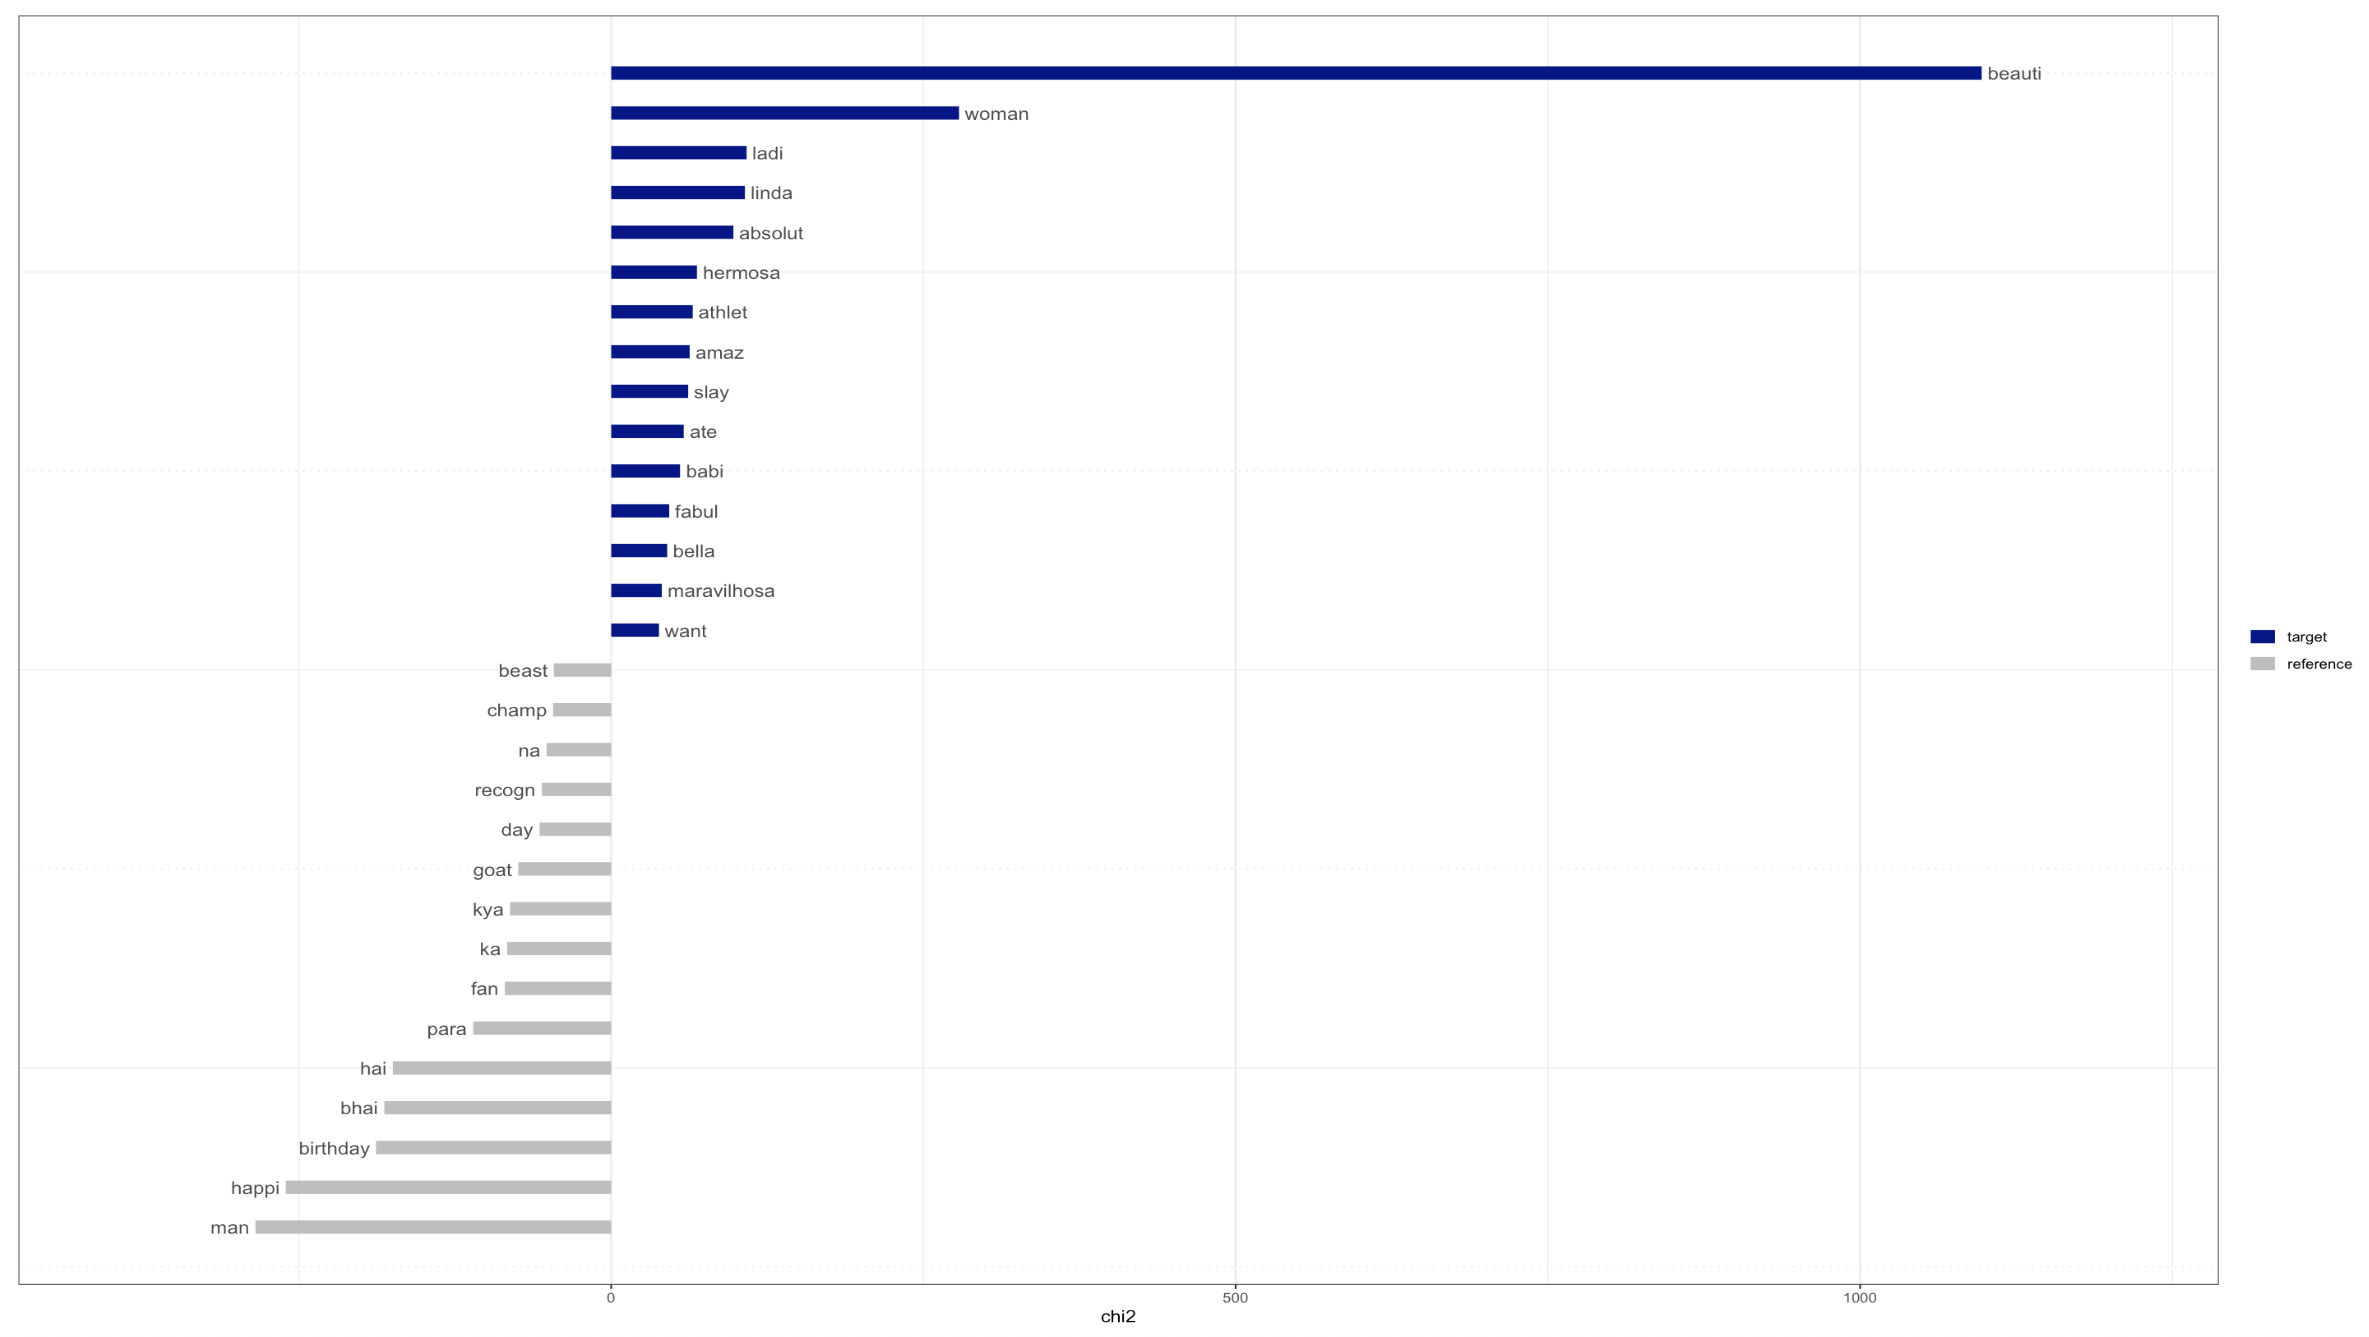 beauti
woman
ladi
linda
absolut
hermosa
athlet
amaz
slay
ate
babi
fabul
bella
maravilhosa
want
target
beast
reference
champ
na
recogn
day
goat
kya
ka
fan
para
hai
bhai
birthday
happi
man
0 500 1000
chi2